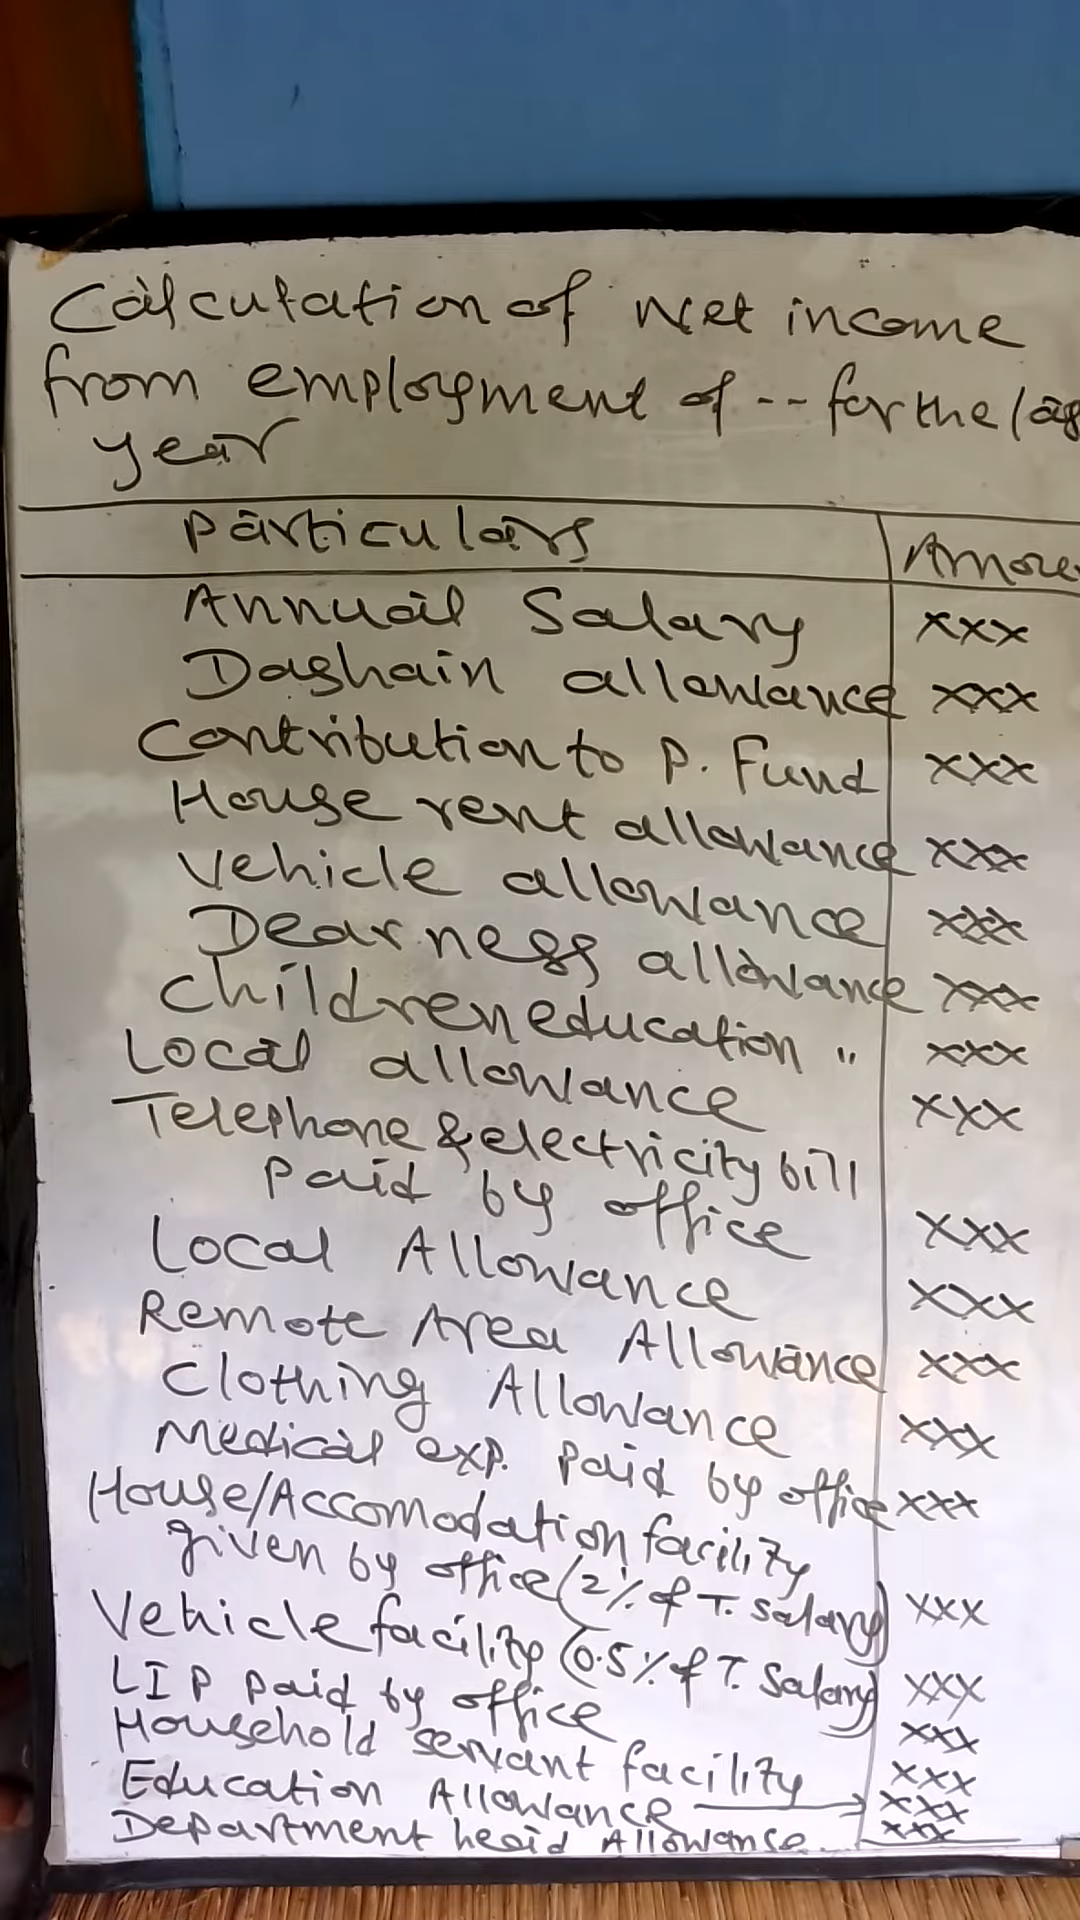 Calculation of Net income
from employment of -- for the
year
Particulars
Annual Salary xxx
Dashain allowance xxx
Contribution to P. Fund xxx
House rent allowance xxx
Vehicle allowance xxx
Dearness allowance xxx
Children education " xxx
Local allowance xxx
Telephone & electricity bill
paid by office xxx
Local Allowance xxx
Remote Area Allowance xxx
Clothing Allowance xxx
Medical exp. paid by office xxx
House/Accomodation facility
given by office (2% of T. Salary) xxx
Vehicle facility (0.5% of T. Salary) xxx
LIP paid by office xxx
Household servant facility xxx
Education Allowance xxx
Department head Allowanse xxx